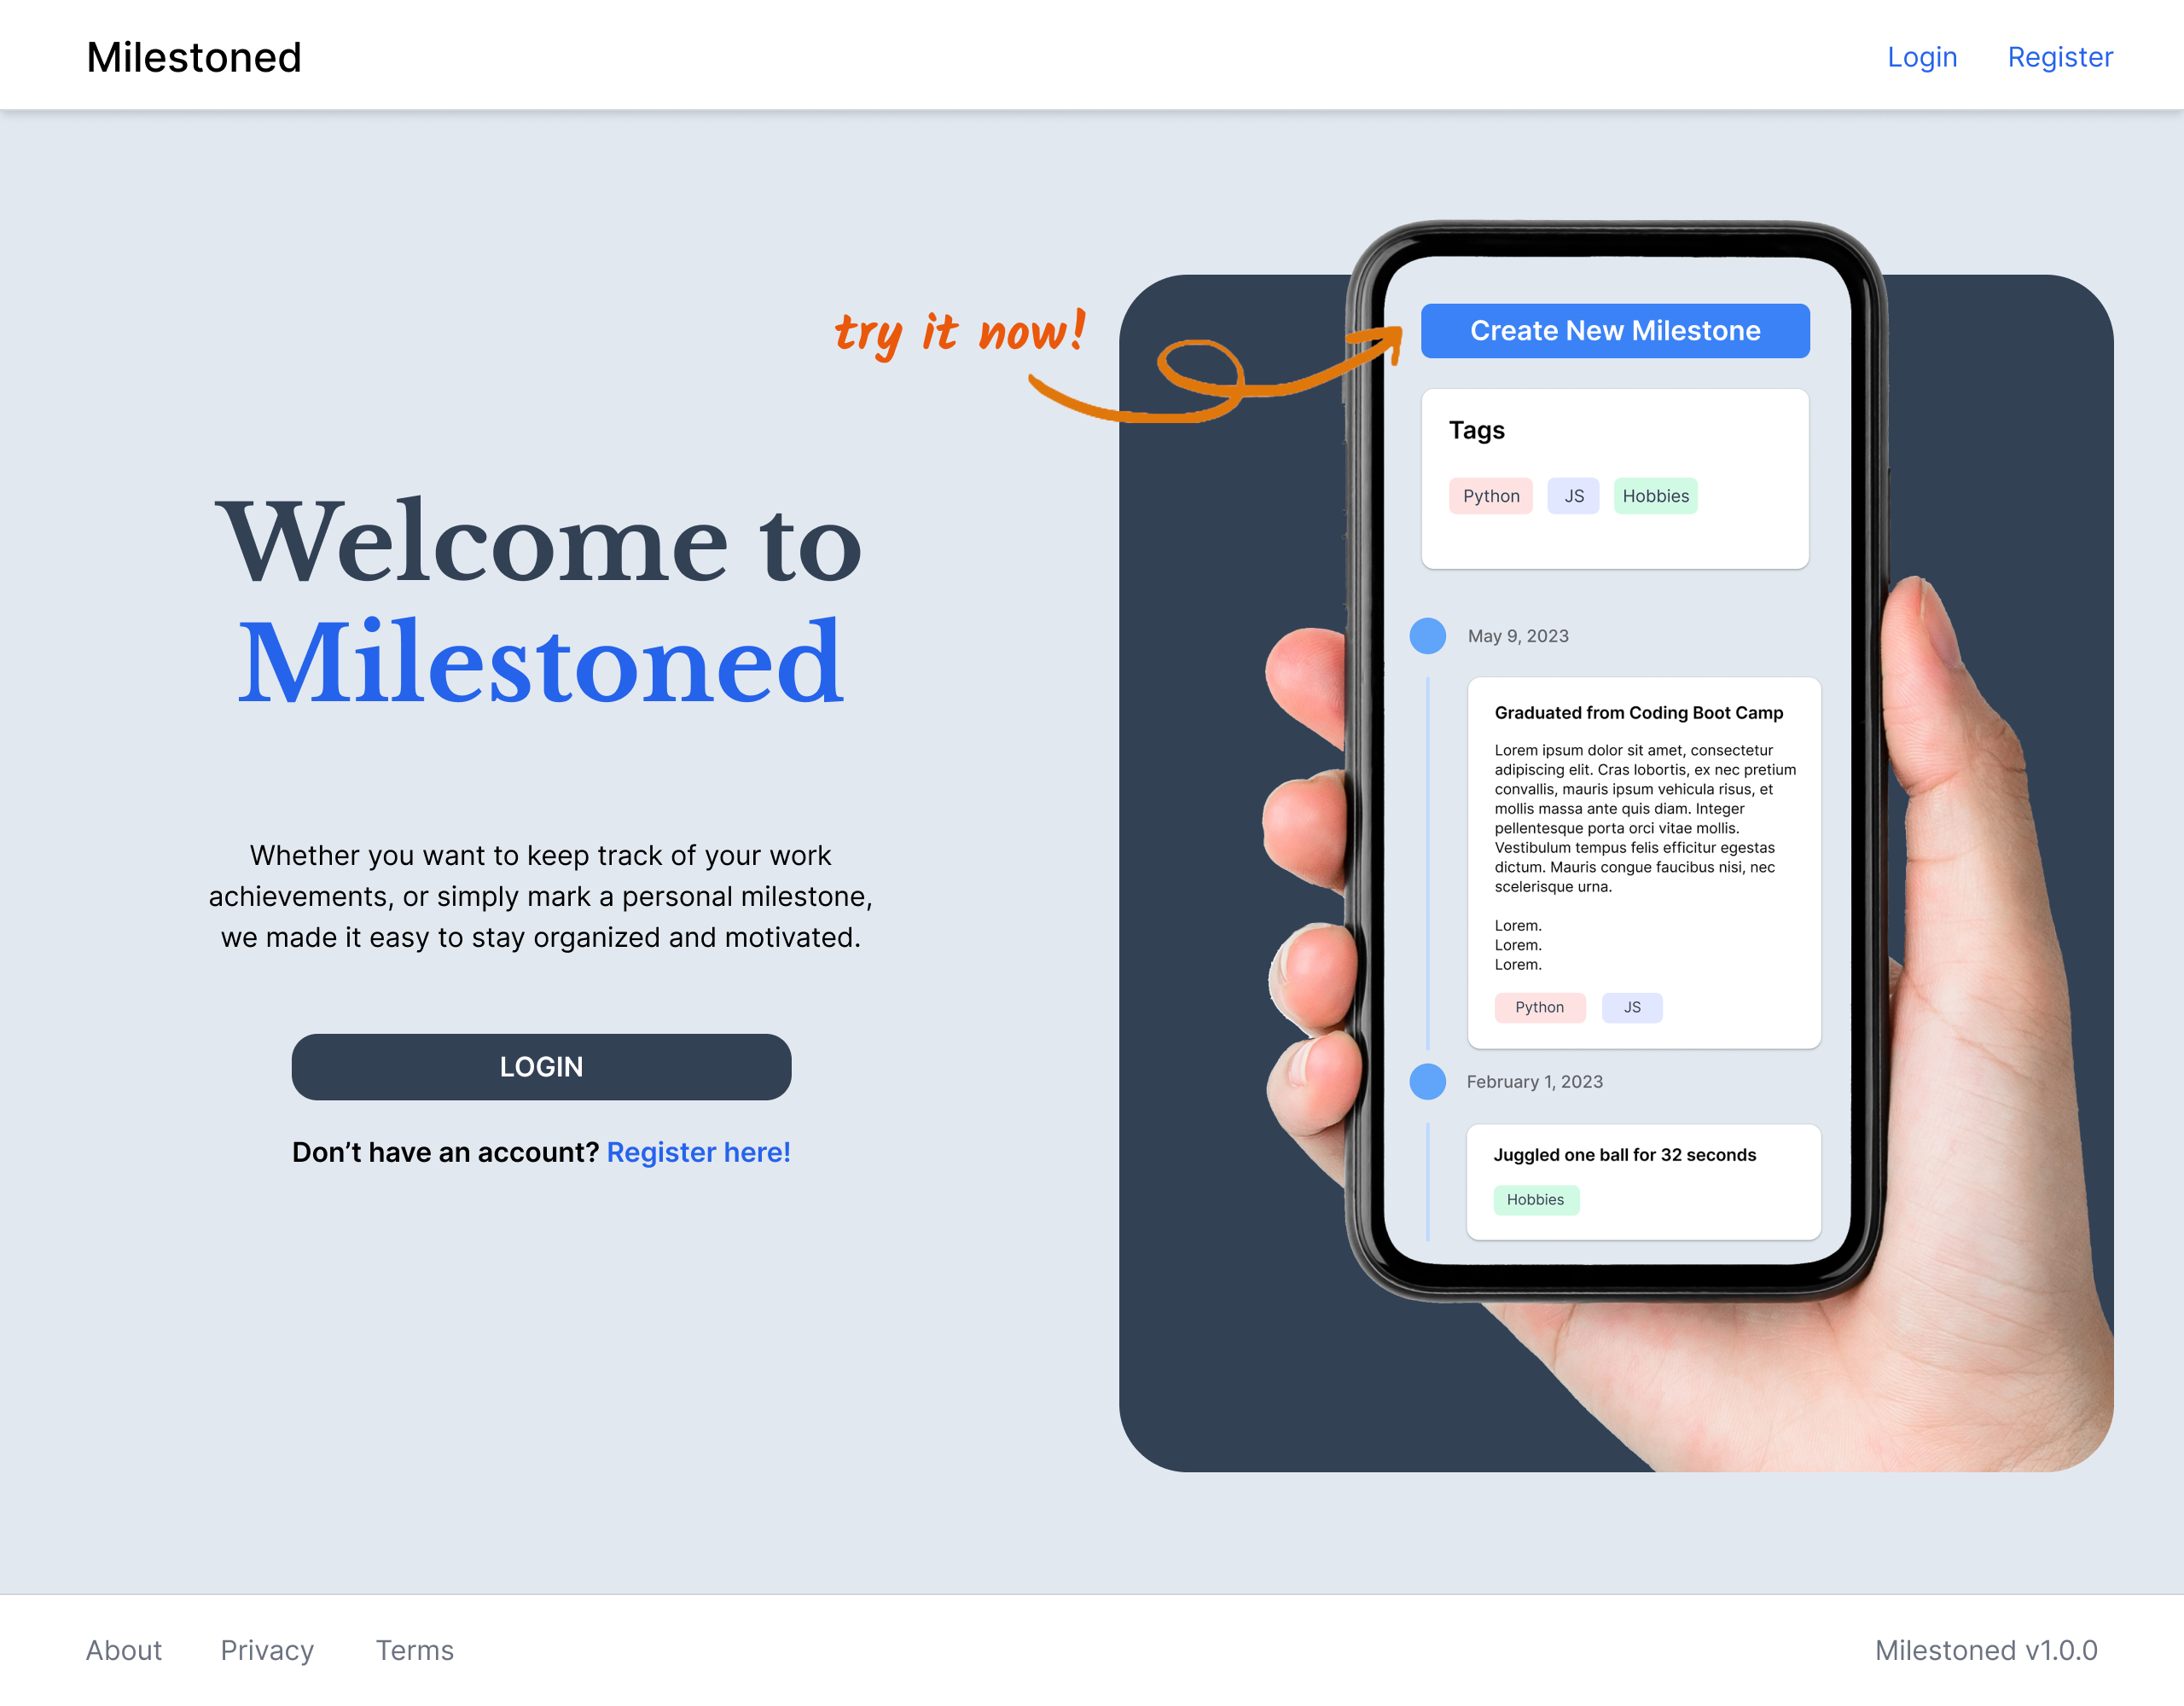 Milestoned
Login
Register
try it now!
Welcome to
Milestoned
Whether you want to keep track of your work
achievements, or simply mark a personal milestone,
we made it easy to stay organized and motivated.
LOGIN
Don’t have an account? Register here!
Create New Milestone
Tags
Python
JS
Hobbies
May 9, 2023
Graduated from Coding Boot Camp
Lorem ipsum dolor sit amet, consectetur
adipiscing elit. Cras lobortis, ex nec pretium
convallis, mauris ipsum vehicula risus, et
mollis massa ante quis diam. Integer
pellentesque porta orci vitae mollis.
Vestibulum tempus felis efficitur egestas
dictum. Mauris congue faucibus nisi, nec
scelerisque urna.
Lorem.
Lorem.
Lorem.
Python
JS
February 1, 2023
Juggled one ball for 32 seconds
Hobbies
About
Privacy
Terms
Milestoned v1.0.0